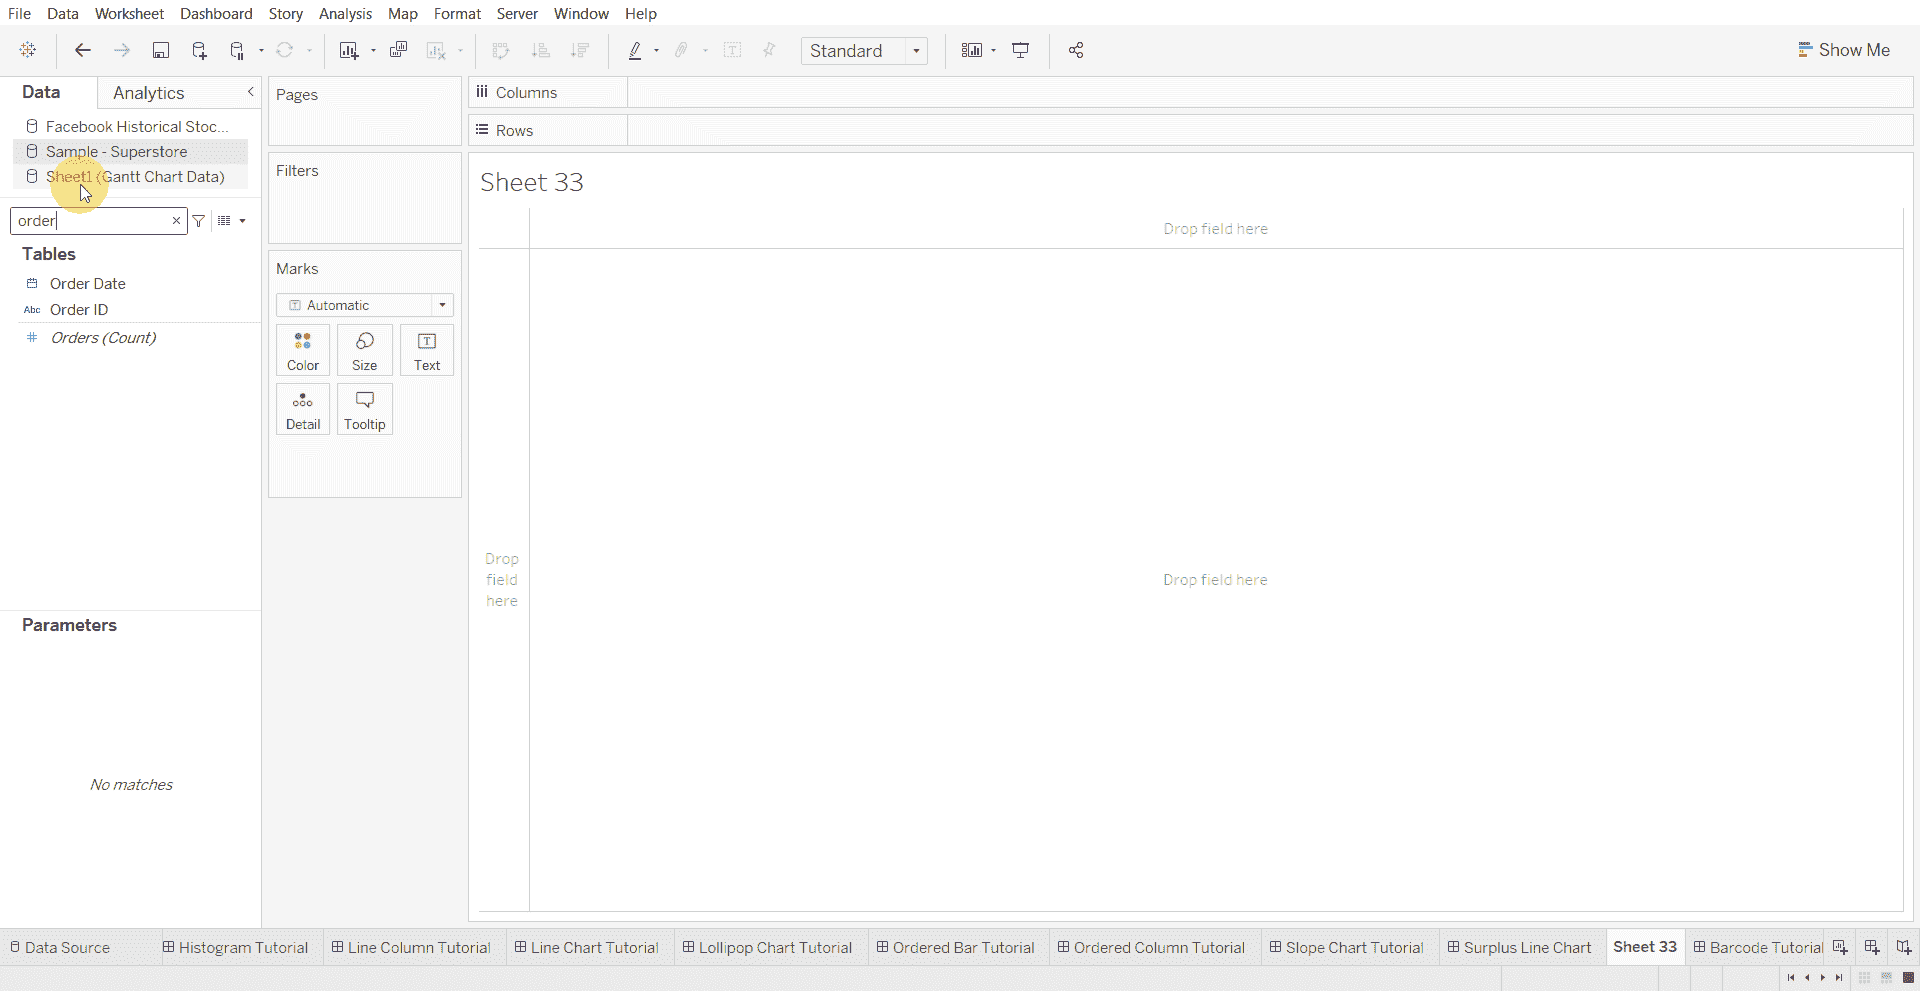 File Data Worksheet Dashboard Story Analysis Map Format Server Window Help
Standard
Show Me
Data Analytics
Facebook Historical Stoc...
Sample - Superstore
Sheet1 (Gantt Chart Data)
order
Tables
Order Date
Abc Order ID
Orders (Count)
Parameters
No matches
Pages
Filters
Marks
Automatic
Color Size Text
Detail Tooltip
Columns
Rows
Sheet 33
Drop field here
Drop
field
here
Drop field here
Data Source Histogram Tutorial Line Column Tutorial Line Chart Tutorial Lollipop Chart Tutorial Ordered Bar Tutorial Ordered Column Tutorial Slope Chart Tutorial Surplus Line Chart Sheet 33 Barcode Tutorial